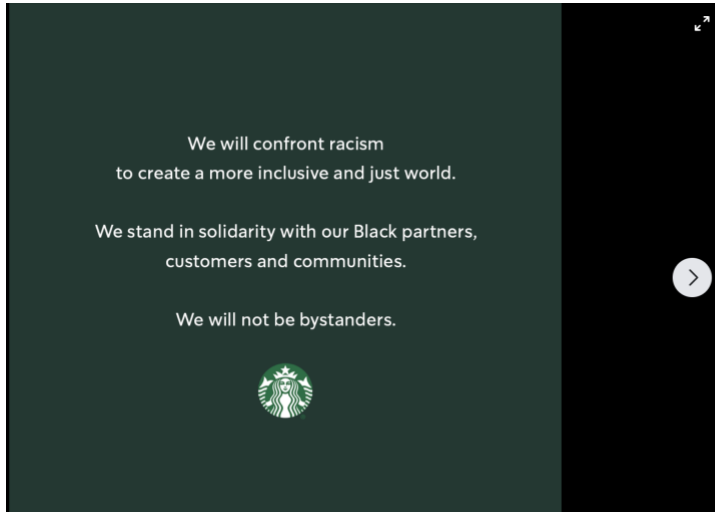 We will confront racism
to create a more inclusive and just world.
We stand in solidarity with our Black partners,
customers and communities.
We will not be bystanders.